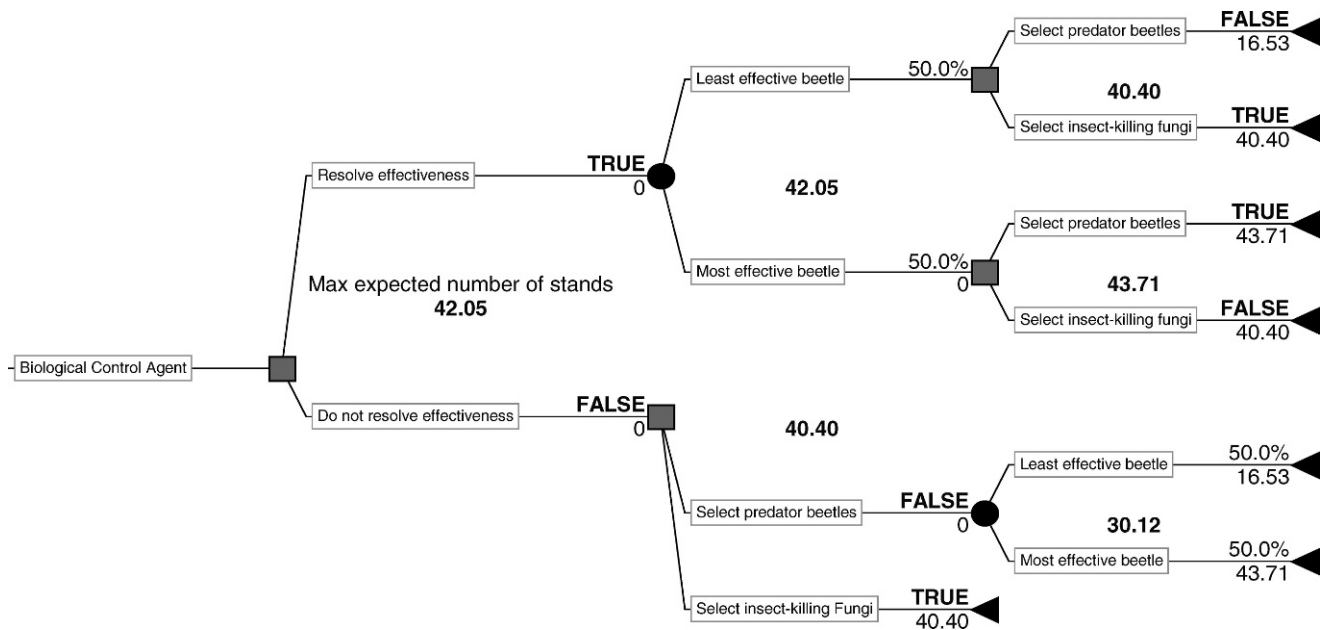 Select predator beetles FALSE
16.53
Least effective beetle 50.0%
40.40
Select insect-killing fungi TRUE
40.40
Resolve effectiveness TRUE
0
42.05
Select predator beetles TRUE
43.71
Most effective beetle 50.0%
0
43.71
Select insect-killing fungi FALSE
40.40
Max expected number of stands
42.05
Biological Control Agent
Do not resolve effectiveness FALSE
0
40.40
Least effective beetle 50.0%
16.53
Select predator beetles FALSE
0
30.12
Most effective beetle 50.0%
43.71
Select insect-killing Fungi TRUE
40.40